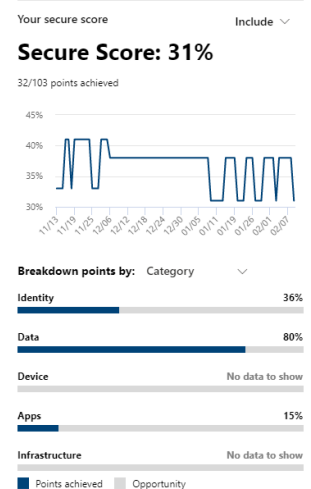 Your secure score
Include
Secure Score: 31%
32/103 points achieved
45%
40%
35%
30%
11/13 11/19 11/25 12/06 12/12 12/18 12/24 12/30 01/05 01/11 01/19 01/26 02/01 02/07
Breakdown points by: Category
Identity 36%
Data 80%
Device No data to show
Apps 15%
Infrastructure No data to show
Points achieved Opportunity